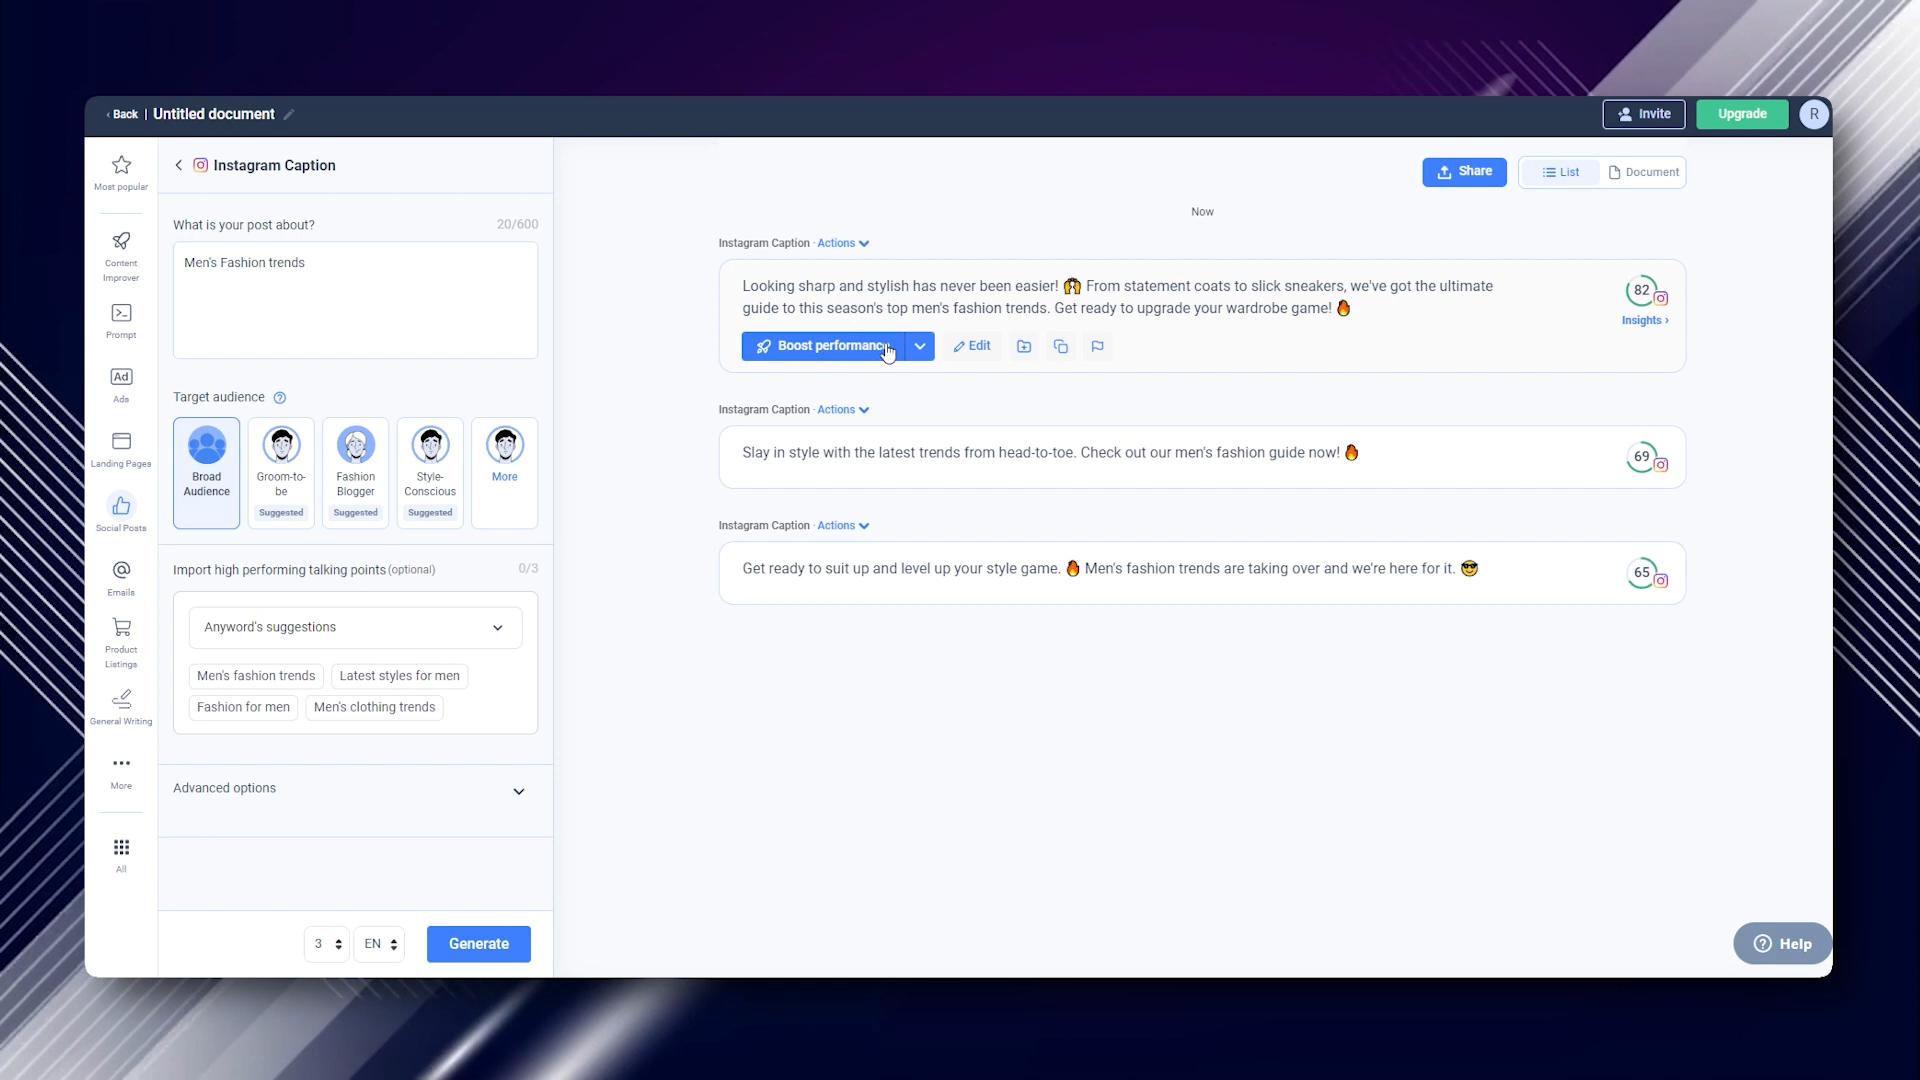 Back | Untitled document
Invite
Upgrade
R
Most popular
Content
Improver
Prompt
Ad
Ads
Landing Pages
Social Posts
Emails
Product
Listings
General Writing
More
All
Instagram Caption
What is your post about?
20/600
Men's Fashion trends
Target audience
Broad
Audience
Groom-to-
be
Suggested
Fashion
Blogger
Suggested
Style-
Conscious
Suggested
More
Import high performing talking points (optional)
0/3
Anyword's suggestions
Men's fashion trends
Latest styles for men
Fashion for men
Men's clothing trends
Advanced options
3
EN
Generate
Share
List
Document
Now
Instagram Caption · Actions
Looking sharp and stylish has never been easier! 🙌 From statement coats to slick sneakers, we've got the ultimate
guide to this season's top men's fashion trends. Get ready to upgrade your wardrobe game! 🔥
82
Insights ›
Boost performance
Edit
Instagram Caption · Actions
Slay in style with the latest trends from head-to-toe. Check out our men's fashion guide now! 🔥
69
Instagram Caption · Actions
Get ready to suit up and level up your style game. 🔥 Men's fashion trends are taking over and we're here for it. 😎
65
Help